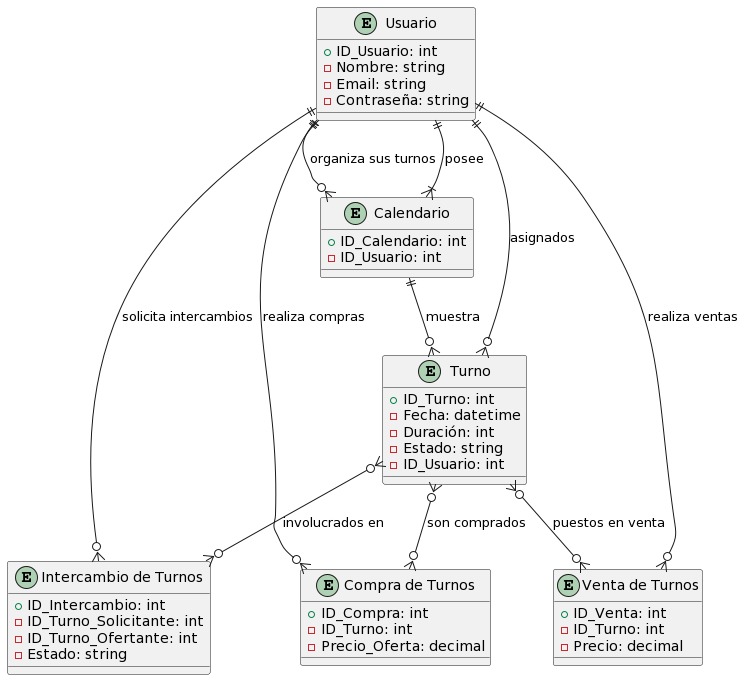 E Usuario
ID_Usuario: int
Nombre: string
Email: string
Contraseña: string
organiza sus turnos
posee
E Calendario
ID_Calendario: int
ID_Usuario: int
asignados
solicita intercambios
realiza compras
muestra
realiza ventas
E Turno
ID_Turno: int
Fecha: datetime
Duración: int
Estado: string
ID_Usuario: int
involucrados en
son comprados
puestos en venta
E Intercambio de Turnos
ID_Intercambio: int
ID_Turno_Solicitante: int
ID_Turno_Ofertante: int
Estado: string
E Compra de Turnos
ID_Compra: int
ID_Turno: int
Precio_Oferta: decimal
E Venta de Turnos
ID_Venta: int
ID_Turno: int
Precio: decimal